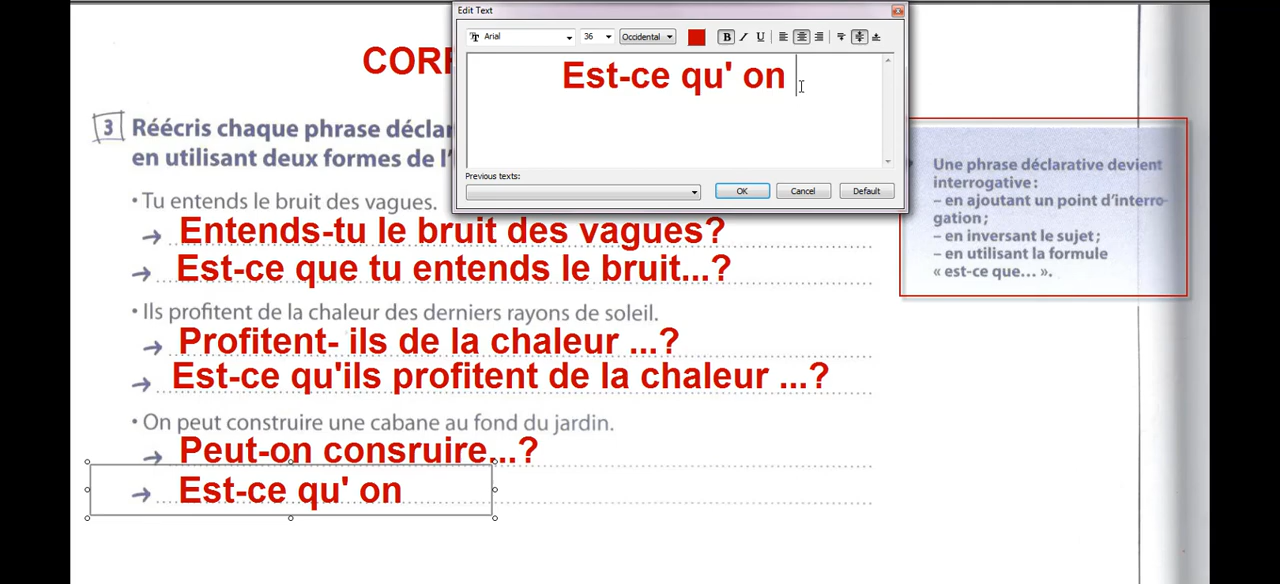 Edit Text
Arial
36
Occidental
B I U
Est-ce qu' on
Previous texts:
OK
Cancel
Default
CORR
3 Réécris chaque phrase déclar
en utilisant deux formes de l'
• Tu entends le bruit des vagues.
→ Entends-tu le bruit des vagues?
→ Est-ce que tu entends le bruit...?
• Ils profitent de la chaleur des derniers rayons de soleil.
→ Profitent- ils de la chaleur ...?
→ Est-ce qu'ils profitent de la chaleur ...?
• On peut construire une cabane au fond du jardin.
→ Peut-on consruire...?
→ Est-ce qu' on
Une phrase déclarative devient
interrogative :
– en ajoutant un point d'interro-
gation ;
– en inversant le sujet ;
– en utilisant la formule
« est-ce que... ».